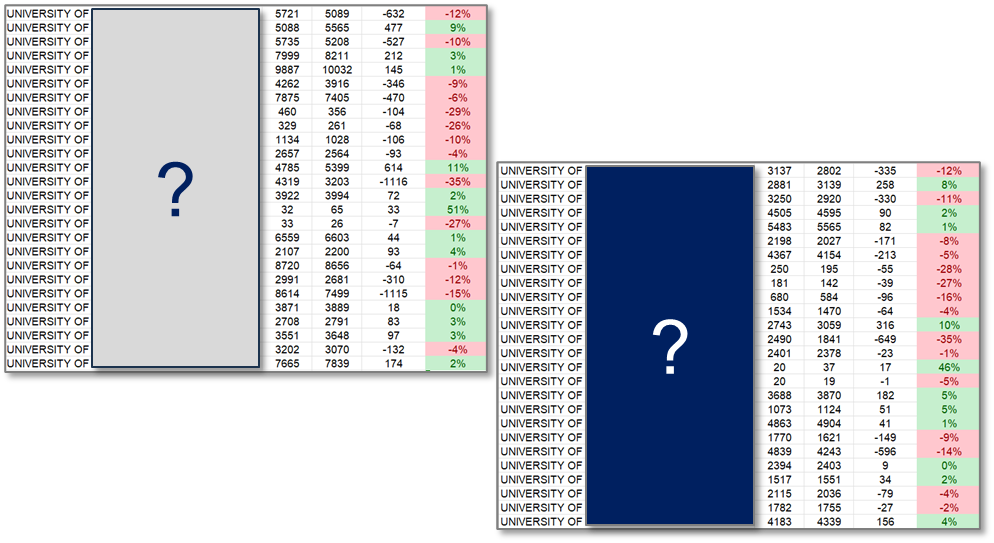 UNIVERSITY OF 5721 5089 -632 -12%
UNIVERSITY OF 5088 5565 477 9%
UNIVERSITY OF 5735 5208 -527 -10%
UNIVERSITY OF 7999 8211 212 3%
UNIVERSITY OF 9887 10032 145 1%
UNIVERSITY OF 4262 3916 -346 -9%
UNIVERSITY OF 7875 7405 -470 -6%
UNIVERSITY OF 460 356 -104 -29%
UNIVERSITY OF 329 261 -68 -26%
UNIVERSITY OF 1134 1028 -106 -10%
UNIVERSITY OF 2657 2564 -93 -4%
UNIVERSITY OF 4785 5399 614 11%
UNIVERSITY OF 4319 3203 -1116 -35%
UNIVERSITY OF 3922 3994 72 2%
UNIVERSITY OF 32 65 33 51%
UNIVERSITY OF 33 26 -7 -27%
UNIVERSITY OF 6559 6603 44 1%
UNIVERSITY OF 2107 2200 93 4%
UNIVERSITY OF 8720 8656 -64 -1%
UNIVERSITY OF 2991 2681 -310 -12%
UNIVERSITY OF 8614 7499 -1115 -15%
UNIVERSITY OF 3871 3889 18 0%
UNIVERSITY OF 2708 2791 83 3%
UNIVERSITY OF 3551 3648 97 3%
UNIVERSITY OF 3202 3070 -132 -4%
UNIVERSITY OF 7665 7839 174 2%
?
UNIVERSITY OF 3137 2802 -335 -12%
UNIVERSITY OF 2881 3139 258 8%
UNIVERSITY OF 3250 2920 -330 -11%
UNIVERSITY OF 4505 4595 90 2%
UNIVERSITY OF 5483 5565 82 1%
UNIVERSITY OF 2198 2027 -171 -8%
UNIVERSITY OF 4367 4154 -213 -5%
UNIVERSITY OF 250 195 -55 -28%
UNIVERSITY OF 181 142 -39 -27%
UNIVERSITY OF 680 584 -96 -16%
UNIVERSITY OF 1534 1470 -64 -4%
UNIVERSITY OF 2743 3059 316 10%
UNIVERSITY OF 2490 1841 -649 -35%
UNIVERSITY OF 2401 2378 -23 -1%
UNIVERSITY OF 20 37 17 46%
UNIVERSITY OF 20 19 -1 -5%
UNIVERSITY OF 3688 3870 182 5%
UNIVERSITY OF 1073 1124 51 5%
UNIVERSITY OF 4863 4904 41 1%
UNIVERSITY OF 1770 1621 -149 -9%
UNIVERSITY OF 4839 4243 -596 -14%
UNIVERSITY OF 2394 2403 9 0%
UNIVERSITY OF 1517 1551 34 2%
UNIVERSITY OF 2115 2036 -79 -4%
UNIVERSITY OF 1782 1755 -27 -2%
UNIVERSITY OF 4183 4339 156 4%
?